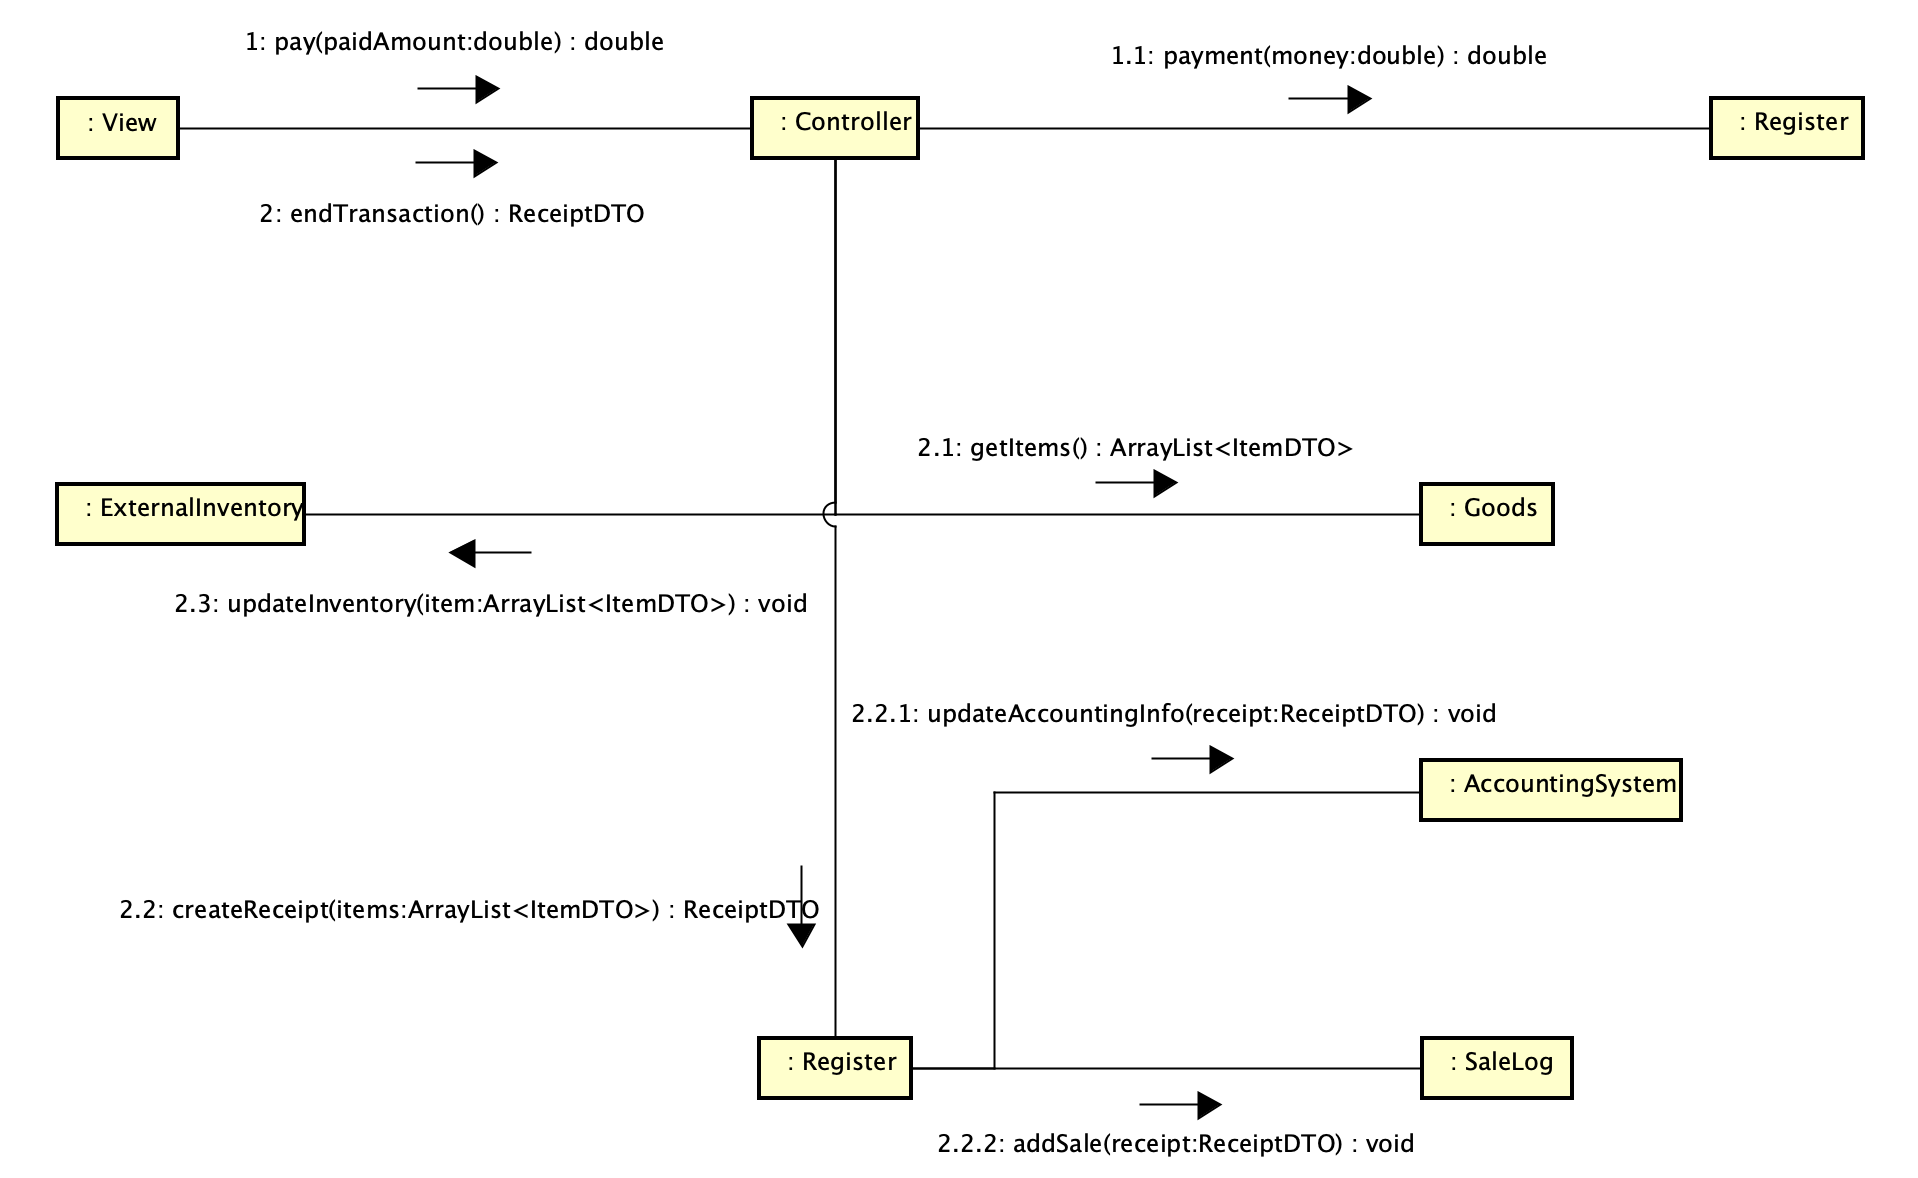 1: pay(paidAmount:double) : double
1.1: payment(money:double) : double
: View
: Controller
: Register
2: endTransaction() : ReceiptDTO
2.1: getItems() : ArrayList<ItemDTO>
: ExternalInventory
: Goods
2.3: updateInventory(item:ArrayList<ItemDTO>) : void
2.2.1: updateAccountingInfo(receipt:ReceiptDTO) : void
: AccountingSystem
2.2: createReceipt(items:ArrayList<ItemDTO>) : ReceiptDTO
: Register
: SaleLog
2.2.2: addSale(receipt:ReceiptDTO) : void